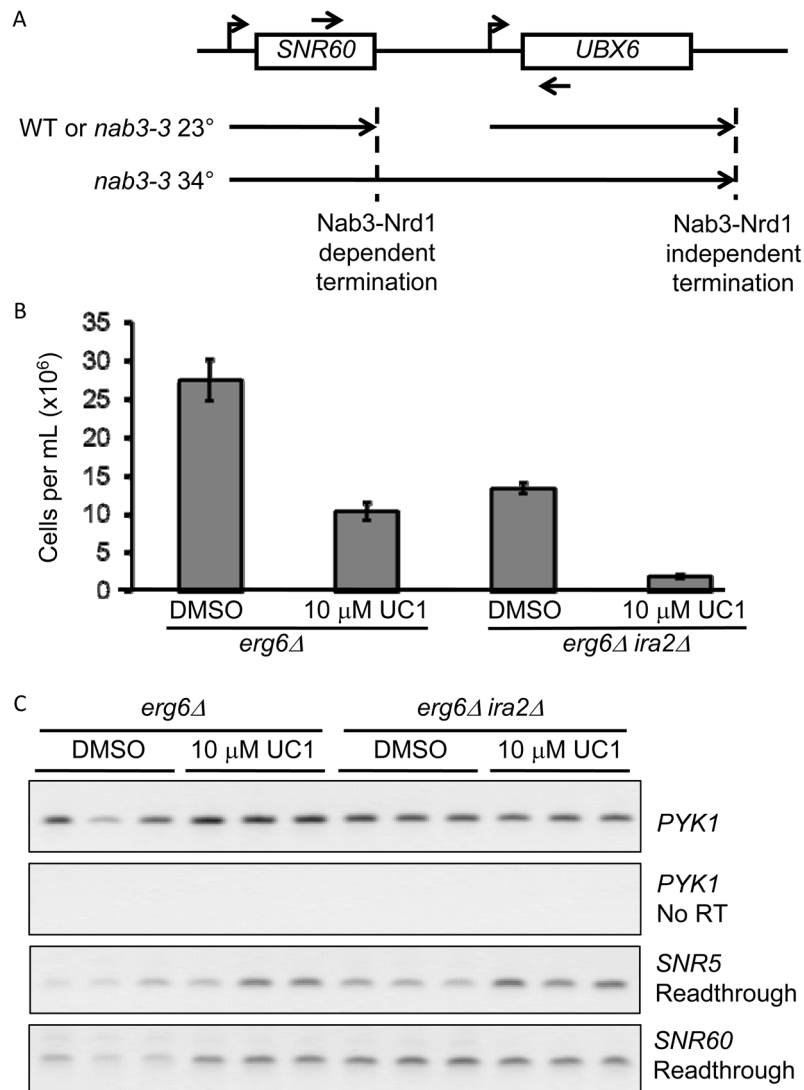 A
SNR60
UBX6
WT or nab3-3 23°
nab3-3 34°
Nab3-Nrd1
dependent
termination
Nab3-Nrd1
independent
termination
B
Cells per mL (x10⁶)
35
30
25
20
15
10
5
0
DMSO
10 μM UC1
DMSO
10 μM UC1
erg6Δ
erg6Δ ira2Δ
C
erg6Δ
erg6Δ ira2Δ
DMSO
10 μM UC1
DMSO
10 μM UC1
PYK1
PYK1
No RT
SNR5
Readthrough
SNR60
Readthrough